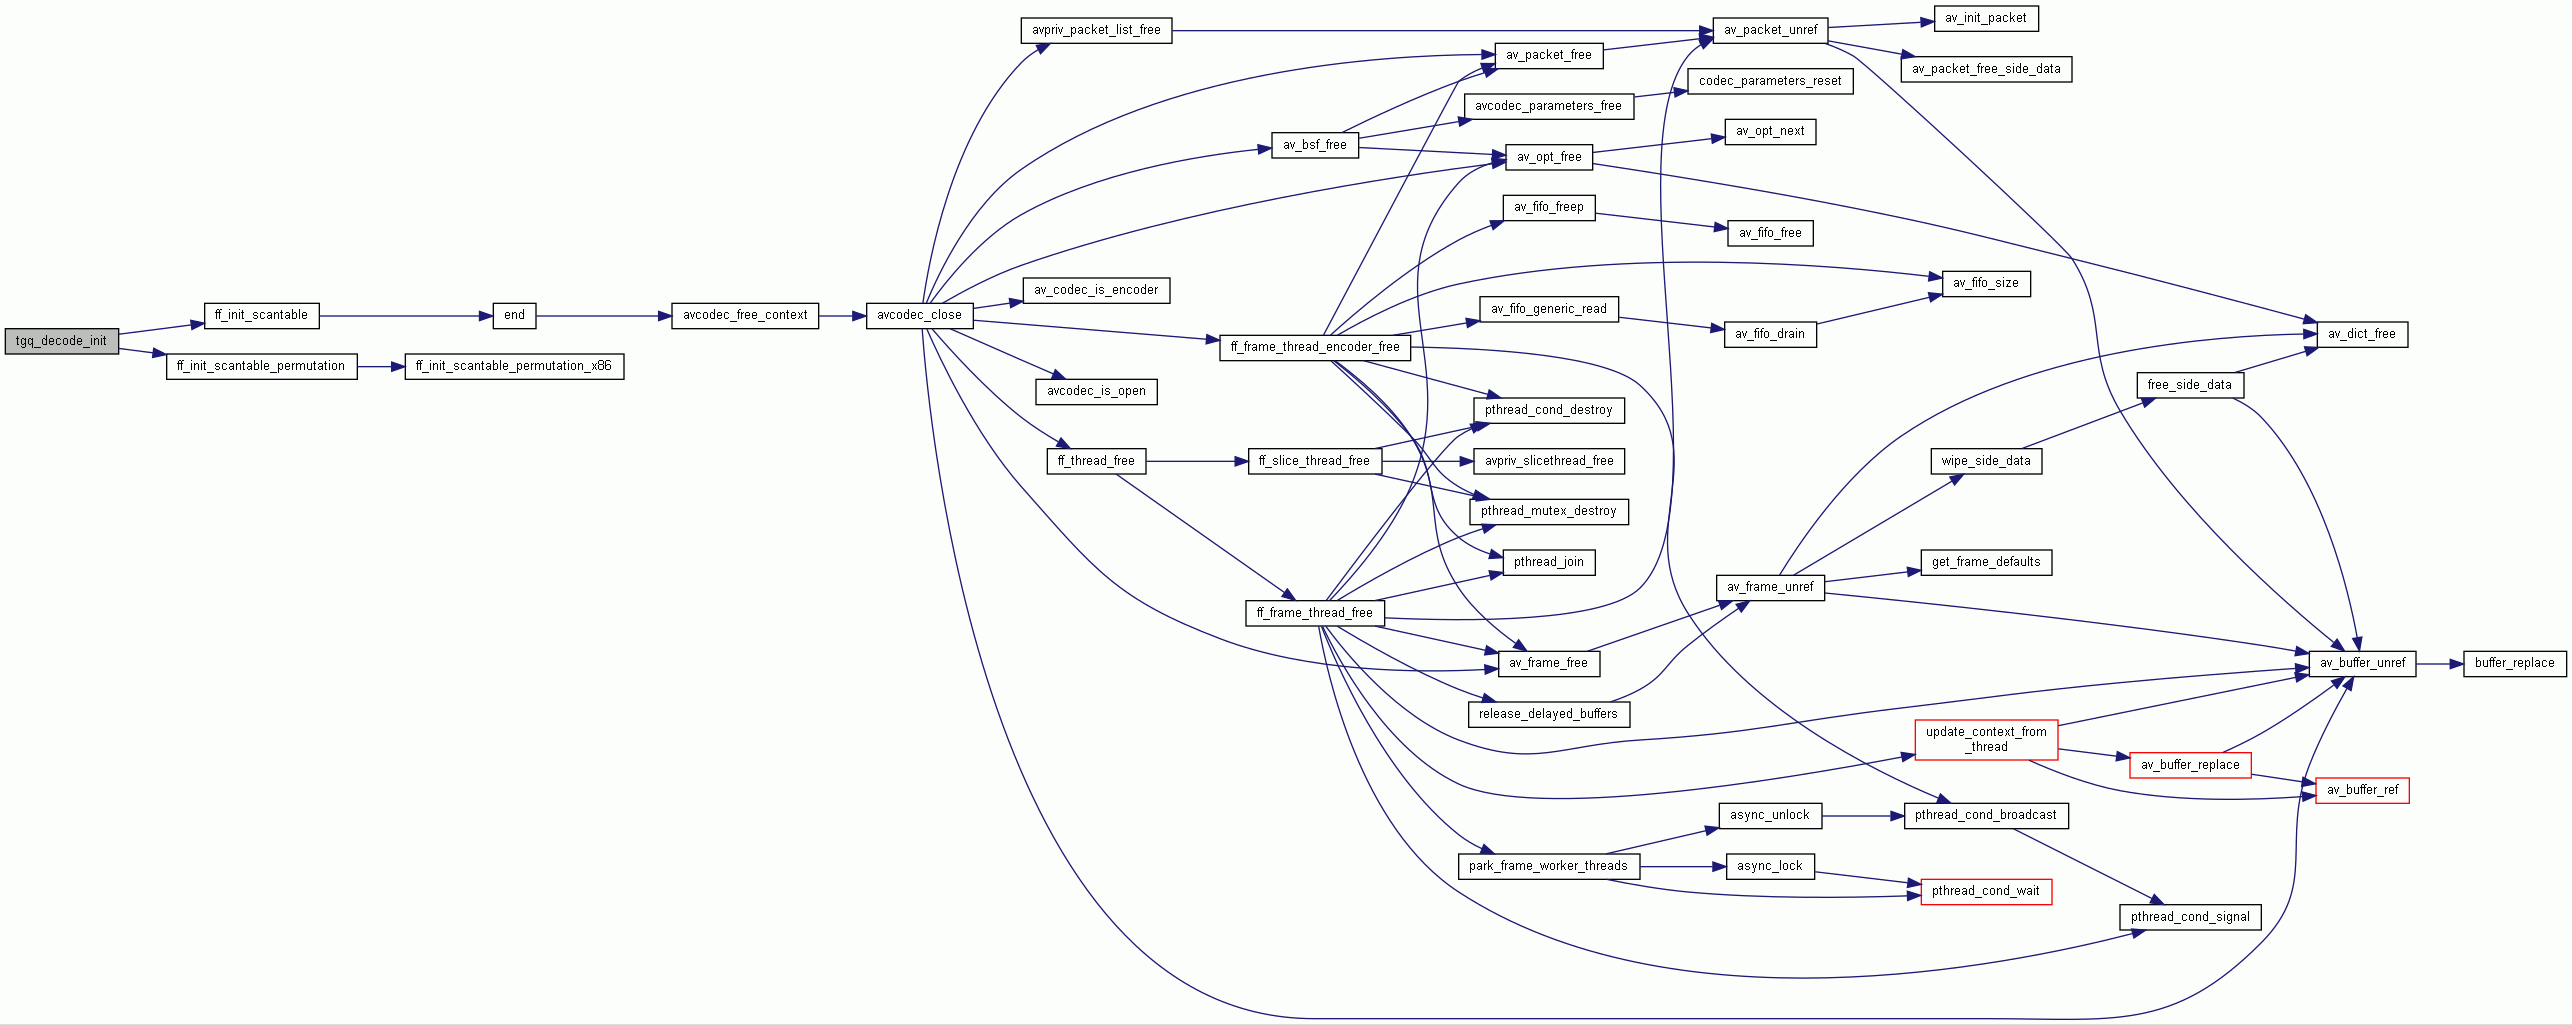 av_init_packet
avpriv_packet_list_free
av_packet_unref
av_packet_free
av_packet_free_side_data
codec_parameters_reset
avcodec_parameters_free
av_opt_next
av_bsf_free
av_opt_free
av_fifo_freep
av_fifo_free
av_fifo_size
av_codec_is_encoder
av_fifo_generic_read
ff_init_scantable
end
avcodec_free_context
avcodec_close
av_fifo_drain
av_dict_free
tgq_decode_init
ff_frame_thread_encoder_free
ff_init_scantable_permutation
ff_init_scantable_permutation_x86
free_side_data
avcodec_is_open
pthread_cond_destroy
ff_thread_free
ff_slice_thread_free
avpriv_slicethread_free
wipe_side_data
pthread_mutex_destroy
pthread_join
get_frame_defaults
av_frame_unref
ff_frame_thread_free
av_frame_free
av_buffer_unref
buffer_replace
release_delayed_buffers
update_context_from
_thread
av_buffer_replace
av_buffer_ref
async_unlock
pthread_cond_broadcast
park_frame_worker_threads
async_lock
pthread_cond_wait
pthread_cond_signal